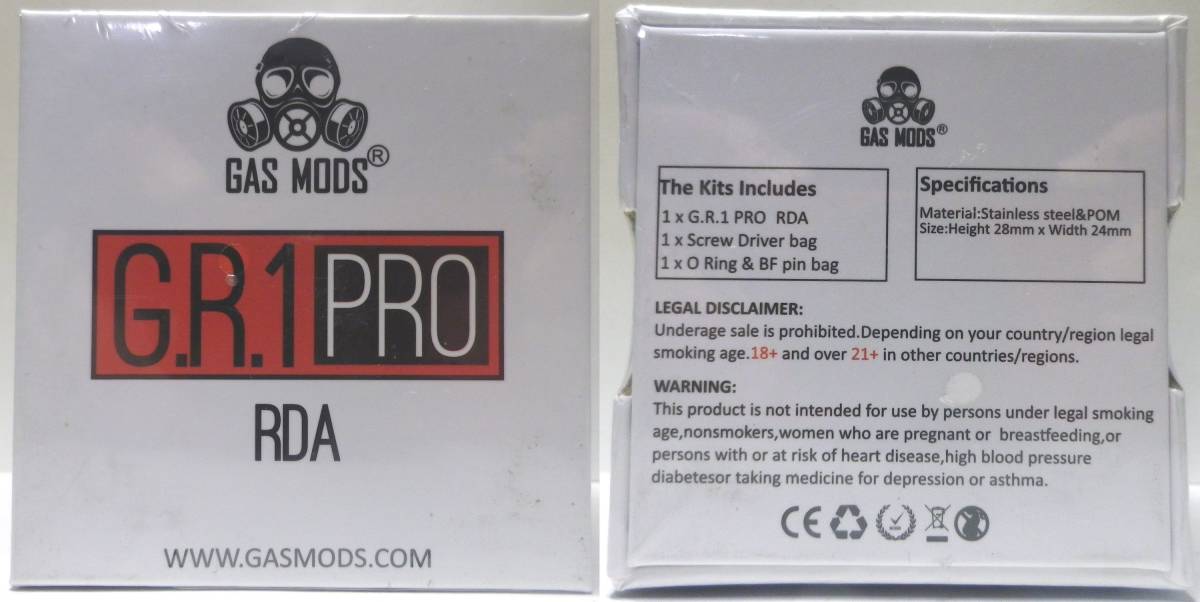 GAS MODS®
G.R.1 PRO
RDA
WWW.GASMODS.COM
GAS MODS®
The Kits Includes
1 x G.R.1 PRO RDA
1 x Screw Driver bag
1 x O Ring & BF pin bag
Specifications
Material:Stainless steel&POM
Size:Height 28mm x Width 24mm
LEGAL DISCLAIMER:
Underage sale is prohibited.Depending on your country/region legal
smoking age.18+ and over 21+ in other countries/regions.
WARNING:
This product is not intended for use by persons under legal smoking
age,nonsmokers,women who are pregnant or breastfeeding,or
persons with or at risk of heart disease,high blood pressure
diabetesor taking medicine for depression or asthma.
CE